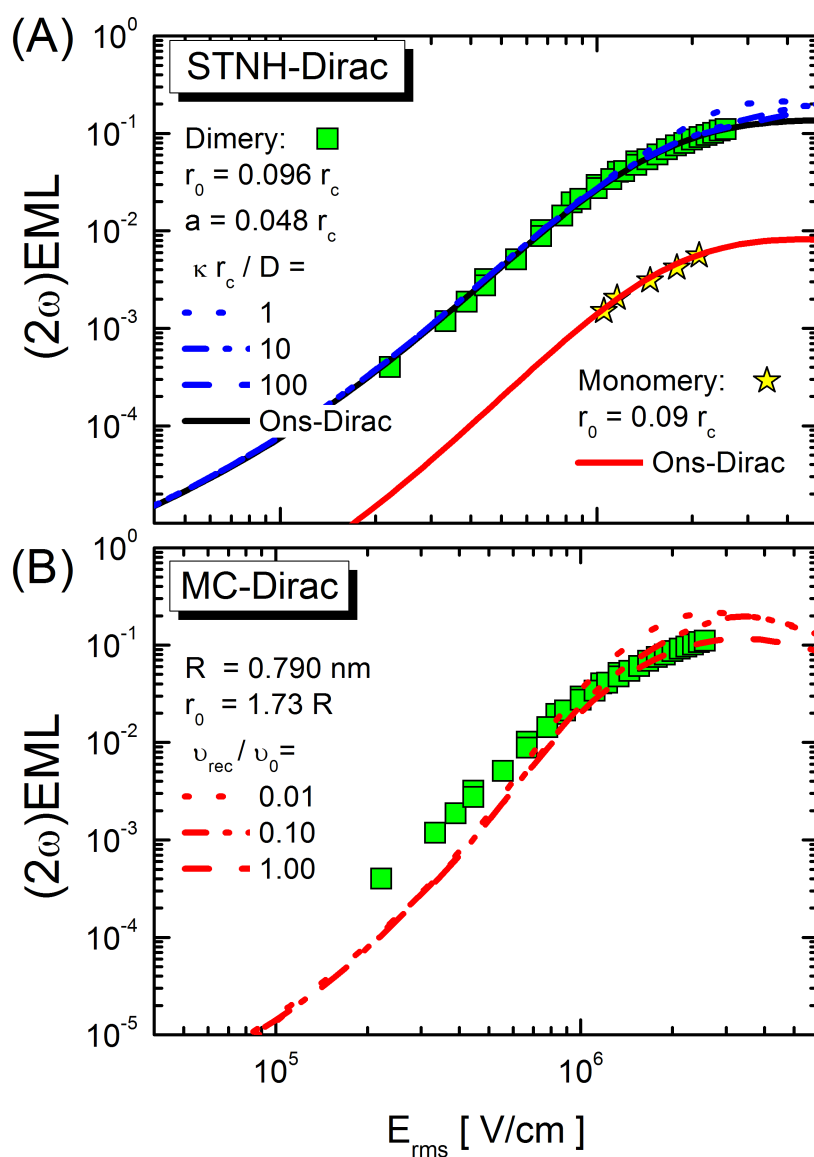 (A)
STNH-Dirac
Dimery:
r0 = 0.096 rc
a = 0.048 rc
κ rc / D =
1
10
100
Ons-Dirac
Monomery:
r0 = 0.09 rc
Ons-Dirac
(2ω)EML
10^0
10^-1
10^-2
10^-3
10^-4
(B)
MC-Dirac
R = 0.790 nm
r0 = 1.73 R
υrec / υ0=
0.01
0.10
1.00
(2ω)EML
10^0
10^-1
10^-2
10^-3
10^-4
10^-5
10^5
10^6
Erms [ V/cm ]